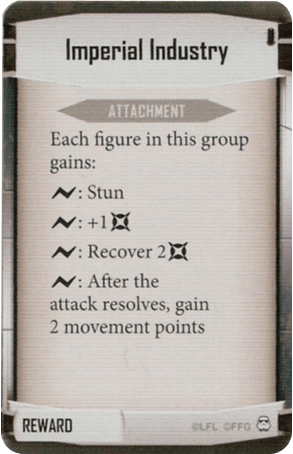 Imperial Industry
ATTACHMENT
Each figure in this group
gains:
: Stun
: +1
: Recover 2
: After the
attack resolves, gain
2 movement points
REWARD
©LFL ©FFG